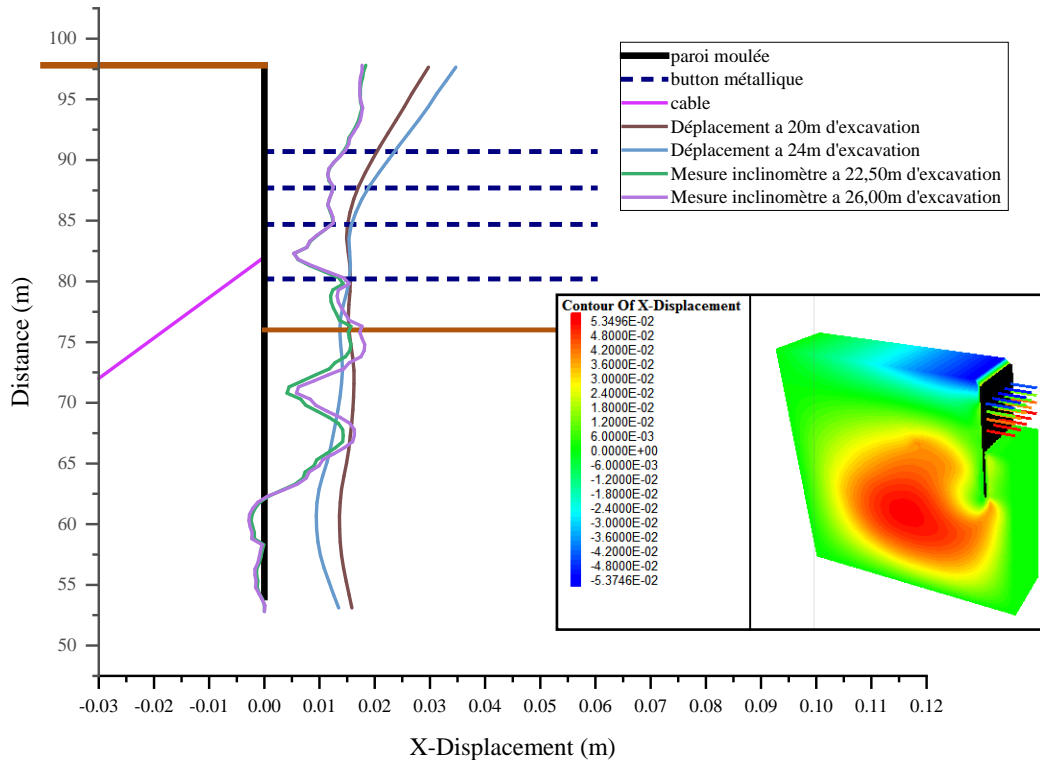 100
95
90
85
80
75
70
65
60
55
50
Distance (m)
-0.03
-0.02
-0.01
0.00
0.01
0.02
0.03
0.04
0.05
0.06
0.07
0.08
0.09
0.10
0.11
0.12
X-Displacement (m)
paroi moulée
button métallique
cable
Déplacement a 20m d'excavation
Déplacement a 24m d'excavation
Mesure inclinomètre a 22,50m d'excavation
Mesure inclinomètre a 26,00m d'excavation
Contour Of X-Displacement
5.3496E-02
4.8000E-02
4.2000E-02
3.6000E-02
3.0000E-02
2.4000E-02
1.8000E-02
1.2000E-02
6.0000E-03
0.0000E+00
-6.0000E-03
-1.2000E-02
-1.8000E-02
-2.4000E-02
-3.0000E-02
-3.6000E-02
-4.2000E-02
-4.8000E-02
-5.3746E-02